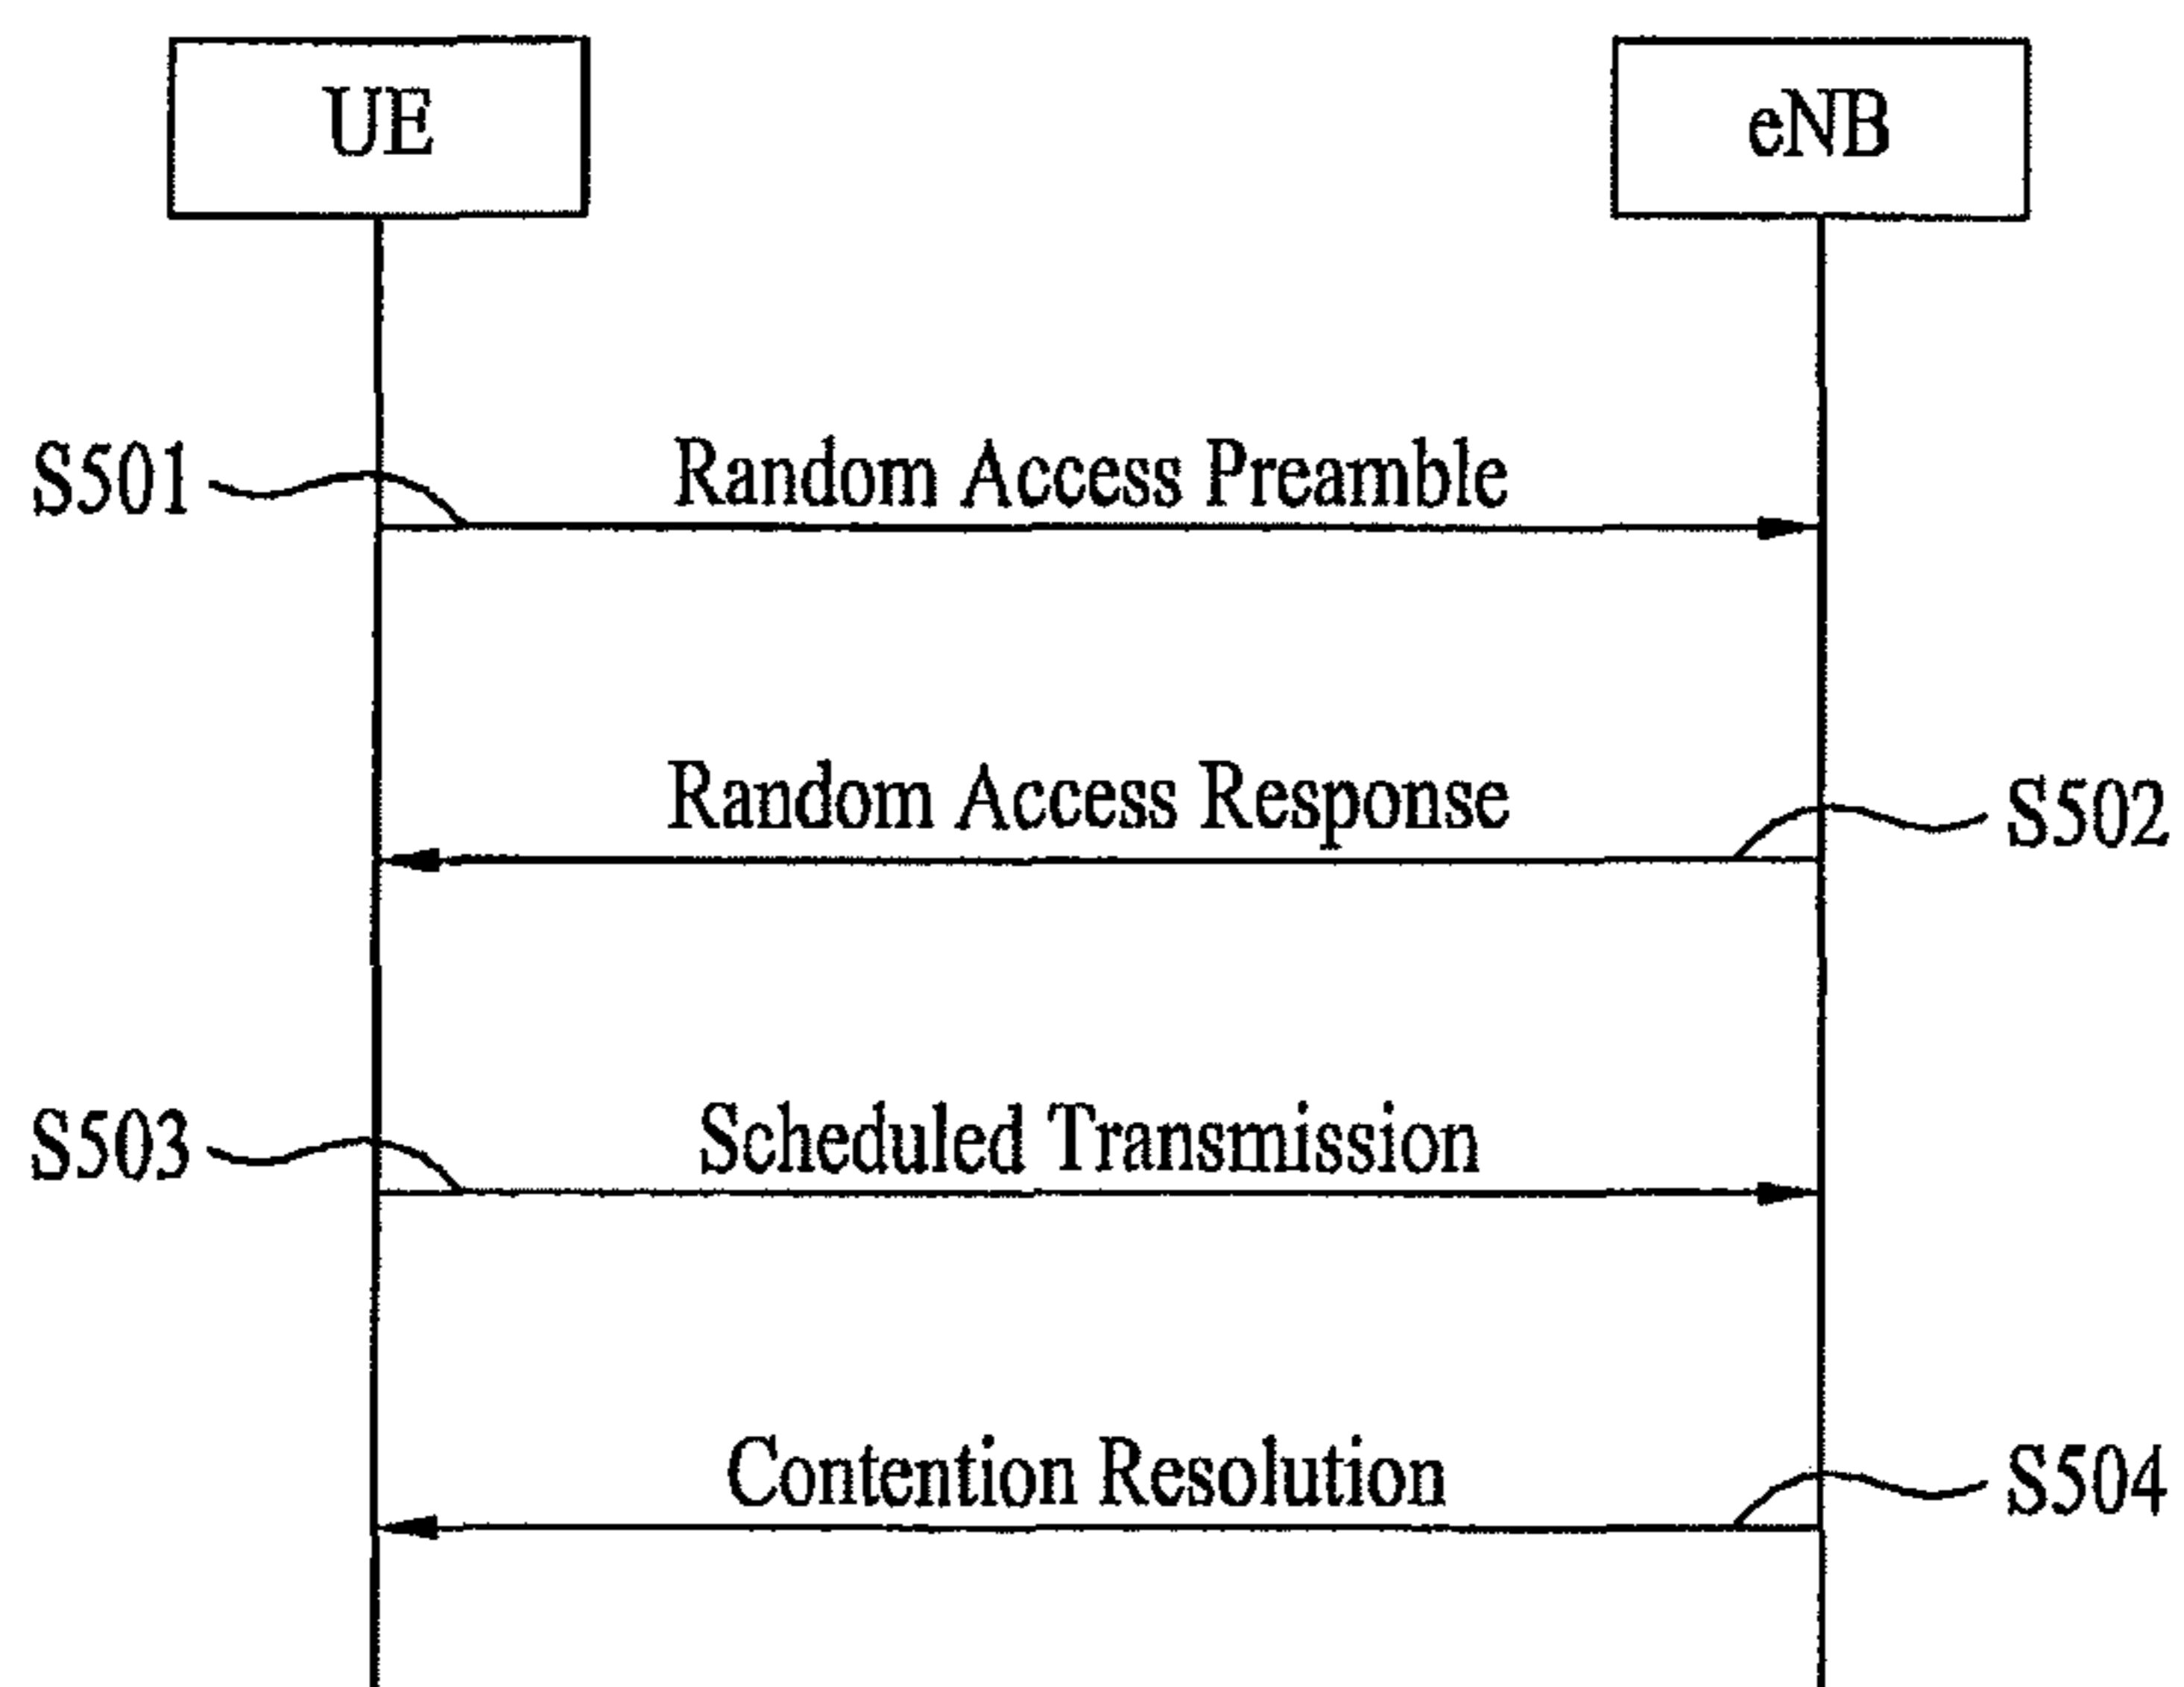 UE
eNB
S501
Random Access Preamble
Random Access Response
S502
S503
Scheduled Transmission
Contention Resolution
S504